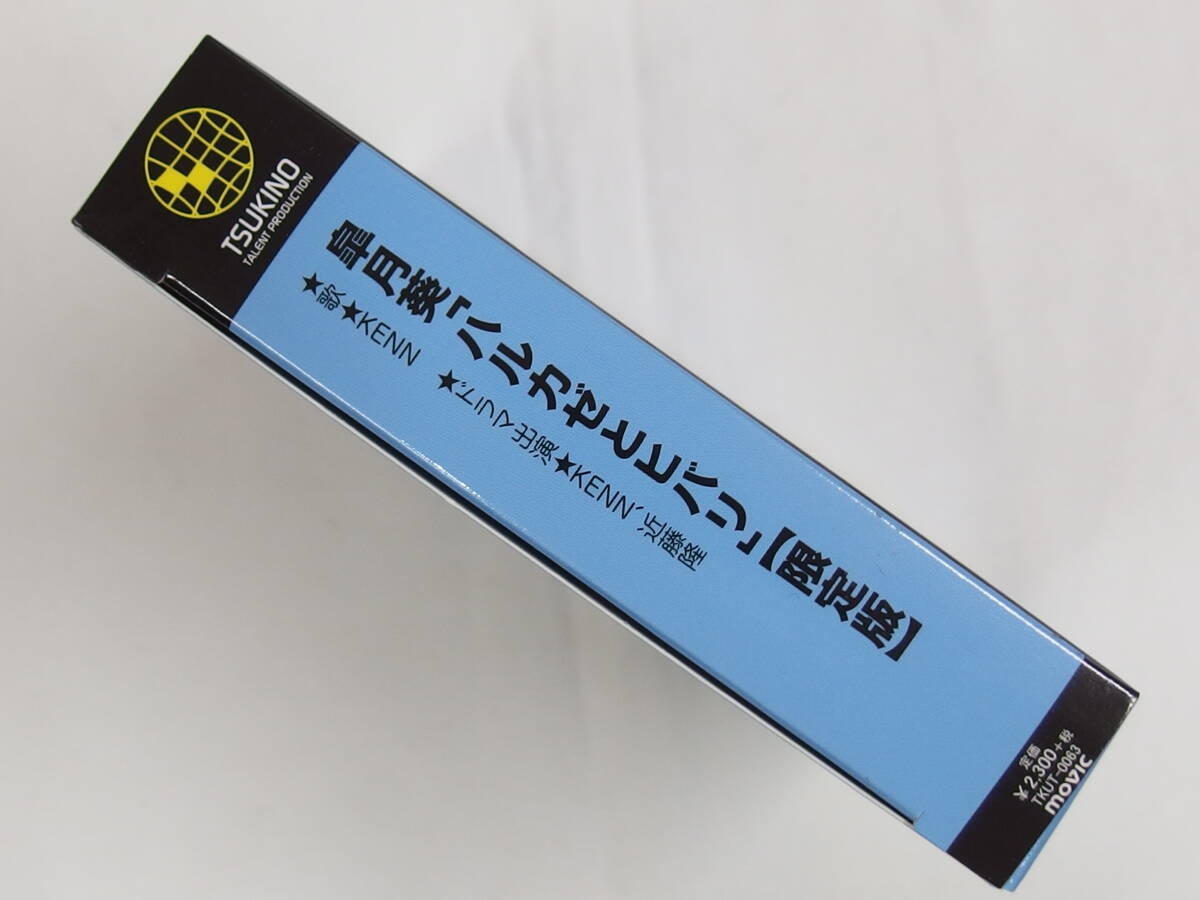 TSUKINO
TALENT PRODUCTION
皐月葵「ハルカゼとヒバリ」【限定版】
★歌★KENN　★ドラマ出演★KENN、近藤隆
定価
¥2,300+税
TKUT-0063
movic